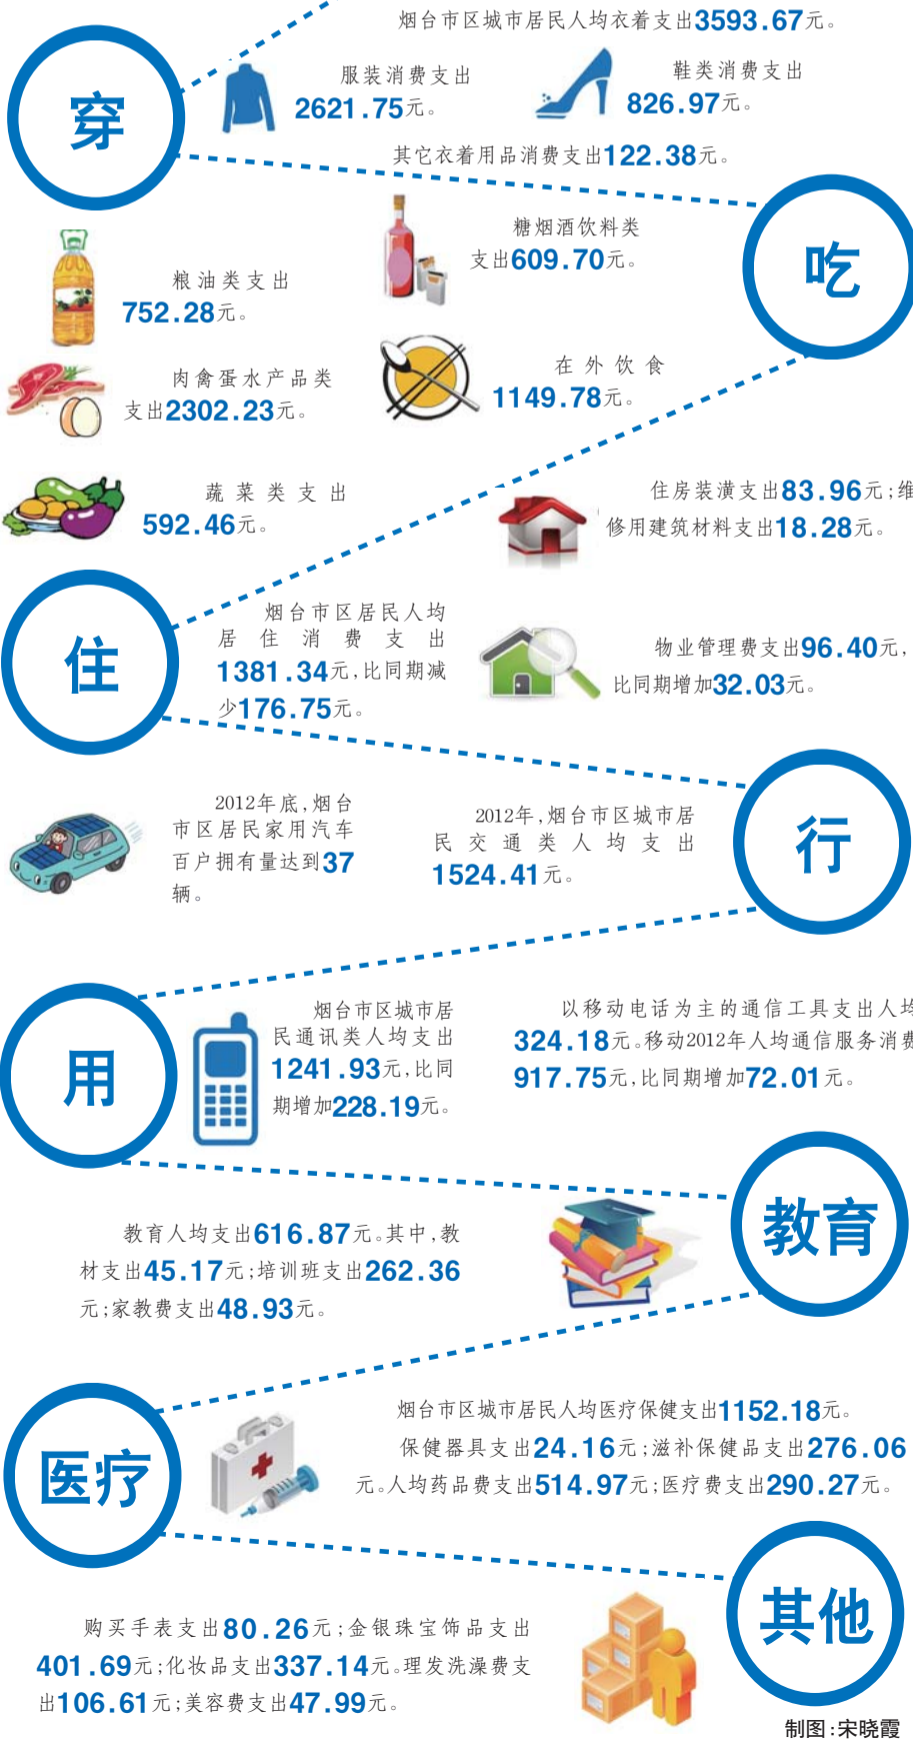 烟台市区城市居民人均衣着支出3593.67元。
穿
服装消费支出
2621.75元。
鞋类消费支出
826.97元。
其它衣着用品消费支出122.38元。
吃
糖烟酒饮料类
支出609.70元。
粮油类支出
752.28元。
肉禽蛋水产品类
支出2302.23元。
在外饮食
1149.78元。
蔬菜类支出
592.46元。
住房装潢支出83.96元;维
修用建筑材料支出18.28元。
住
烟台市区居民人均
居住消费支出
1381.34元,比同期减
少176.75元。
物业管理费支出96.40元,
比同期增加32.03元。
行
2012年底,烟台
市区居民家用汽车
百户拥有量达到37
辆。
2012年,烟台市区城市居
民交通类人均支出
1524.41元。
用
烟台市区城市居
民通讯类人均支出
1241.93元,比同
期增加228.19元。
以移动电话为主的通信工具支出人均
324.18元。移动2012年人均通信服务消费
917.75元,比同期增加72.01元。
教育
教育人均支出616.87元。其中,教
材支出45.17元;培训班支出262.36
元;家教费支出48.93元。
医疗
烟台市区城市居民人均医疗保健支出1152.18元。
保健器具支出24.16元;滋补保健品支出276.06
元。人均药品费支出514.97元;医疗费支出290.27元。
其他
购买手表支出80.26元;金银珠宝饰品支出
401.69元;化妆品支出337.14元。理发洗澡费支
出106.61元;美容费支出47.99元。
制图:宋晓霞